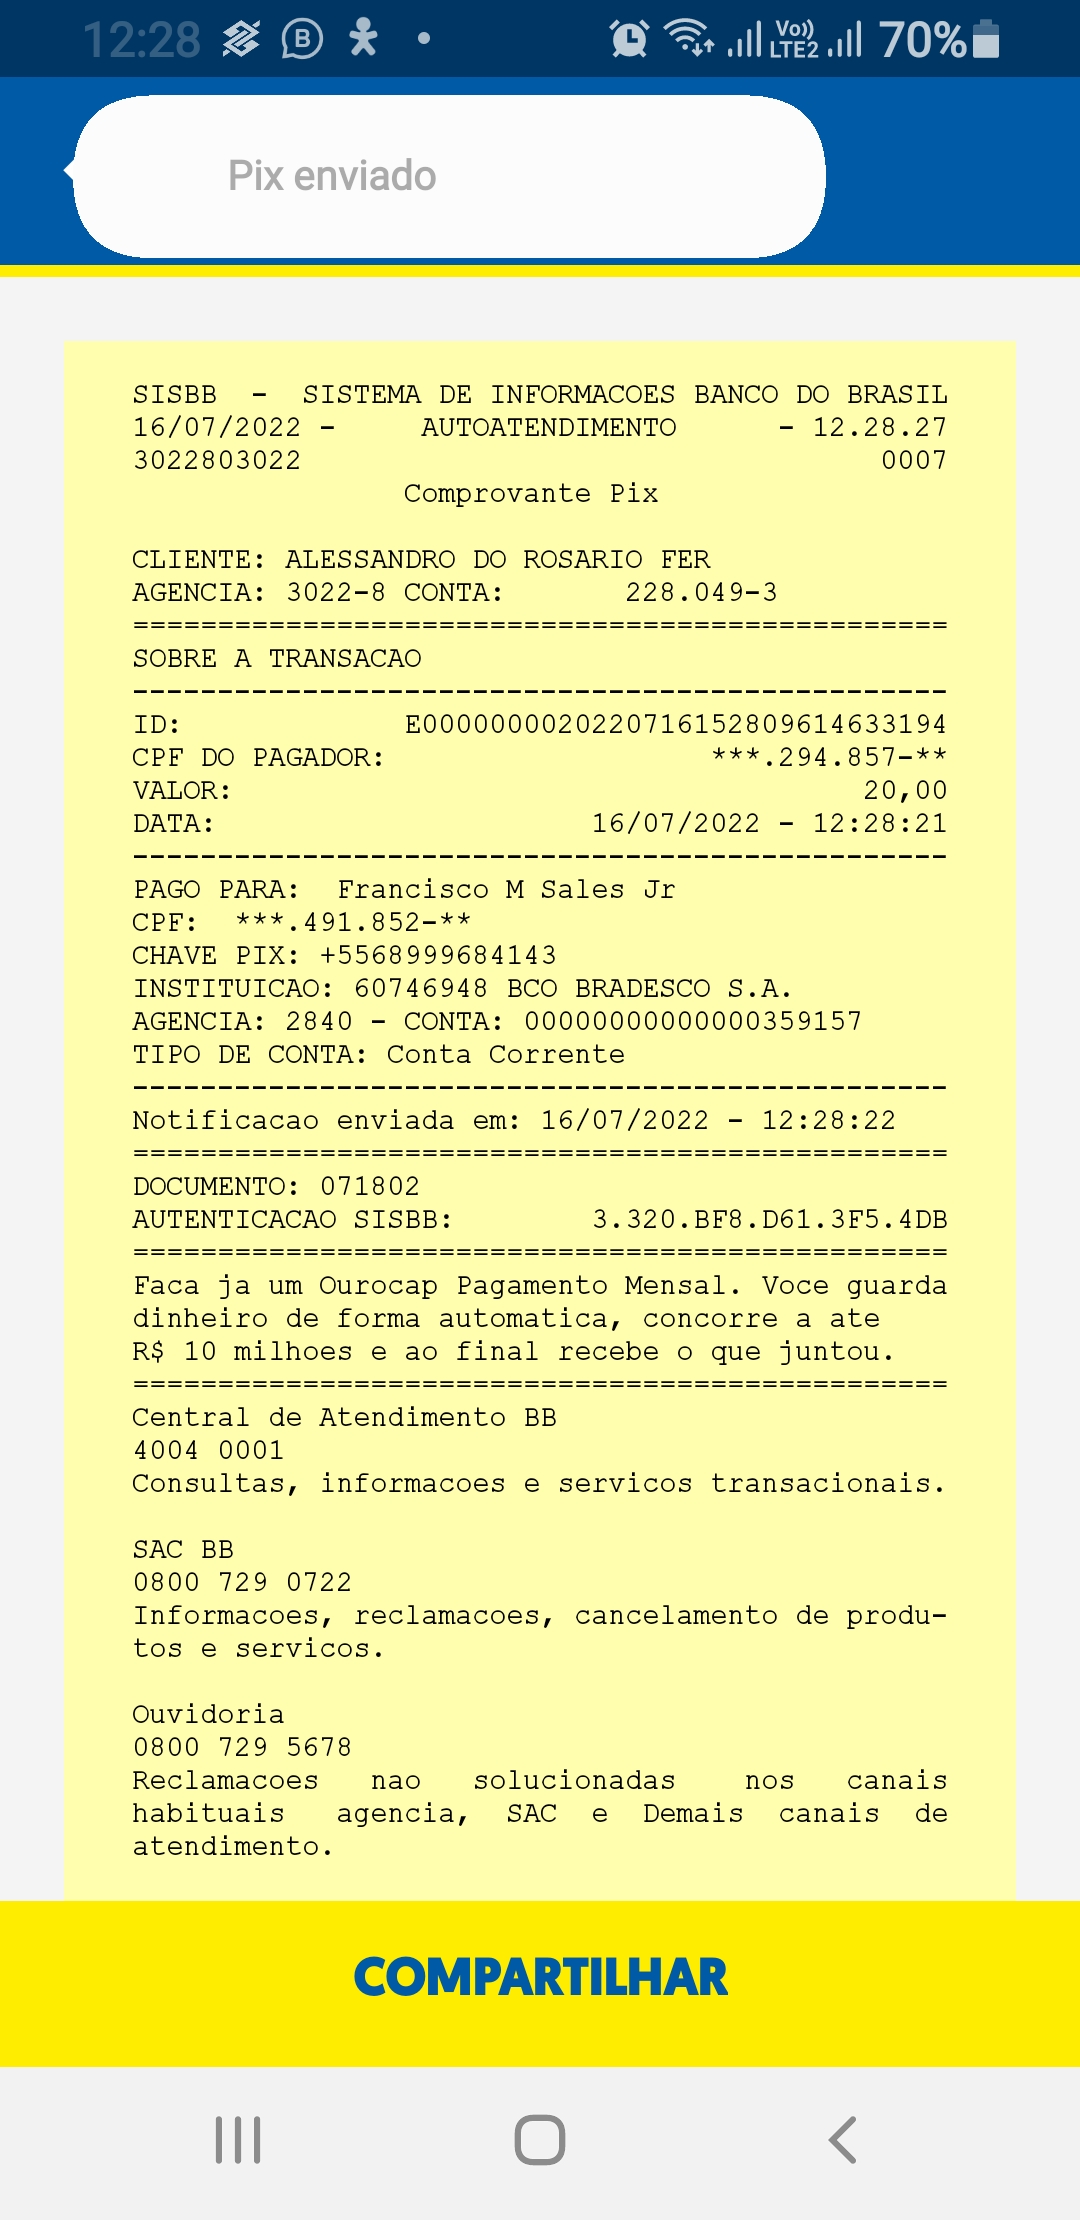 12:28 B Vo)) LTE2 70%
Pix enviado
SISBB - SISTEMA DE INFORMACOES BANCO DO BRASIL
16/07/2022 - AUTOATENDIMENTO - 12.28.27
3022803022 0007
Comprovante Pix
CLIENTE: ALESSANDRO DO ROSARIO FER
AGENCIA: 3022-8 CONTA: 228.049-3
================================================
SOBRE A TRANSACAO
------------------------------------------------
ID: E0000000020220716152809614633194
CPF DO PAGADOR: ***.294.857-**
VALOR: 20,00
DATA: 16/07/2022 - 12:28:21
------------------------------------------------
PAGO PARA: Francisco M Sales Jr
CPF: ***.491.852-**
CHAVE PIX: +5568999684143
INSTITUICAO: 60746948 BCO BRADESCO S.A.
AGENCIA: 2840 - CONTA: 00000000000000359157
TIPO DE CONTA: Conta Corrente
------------------------------------------------
Notificacao enviada em: 16/07/2022 - 12:28:22
================================================
DOCUMENTO: 071802
AUTENTICACAO SISBB: 3.320.BF8.D61.3F5.4DB
================================================
Faca ja um Ourocap Pagamento Mensal. Voce guarda
dinheiro de forma automatica, concorre a ate
R$ 10 milhoes e ao final recebe o que juntou.
================================================
Central de Atendimento BB
4004 0001
Consultas, informacoes e servicos transacionais.
SAC BB
0800 729 0722
Informacoes, reclamacoes, cancelamento de produ-
tos e servicos.
Ouvidoria
0800 729 5678
Reclamacoes nao solucionadas nos canais
habituais agencia, SAC e Demais canais de
atendimento.
COMPARTILHAR